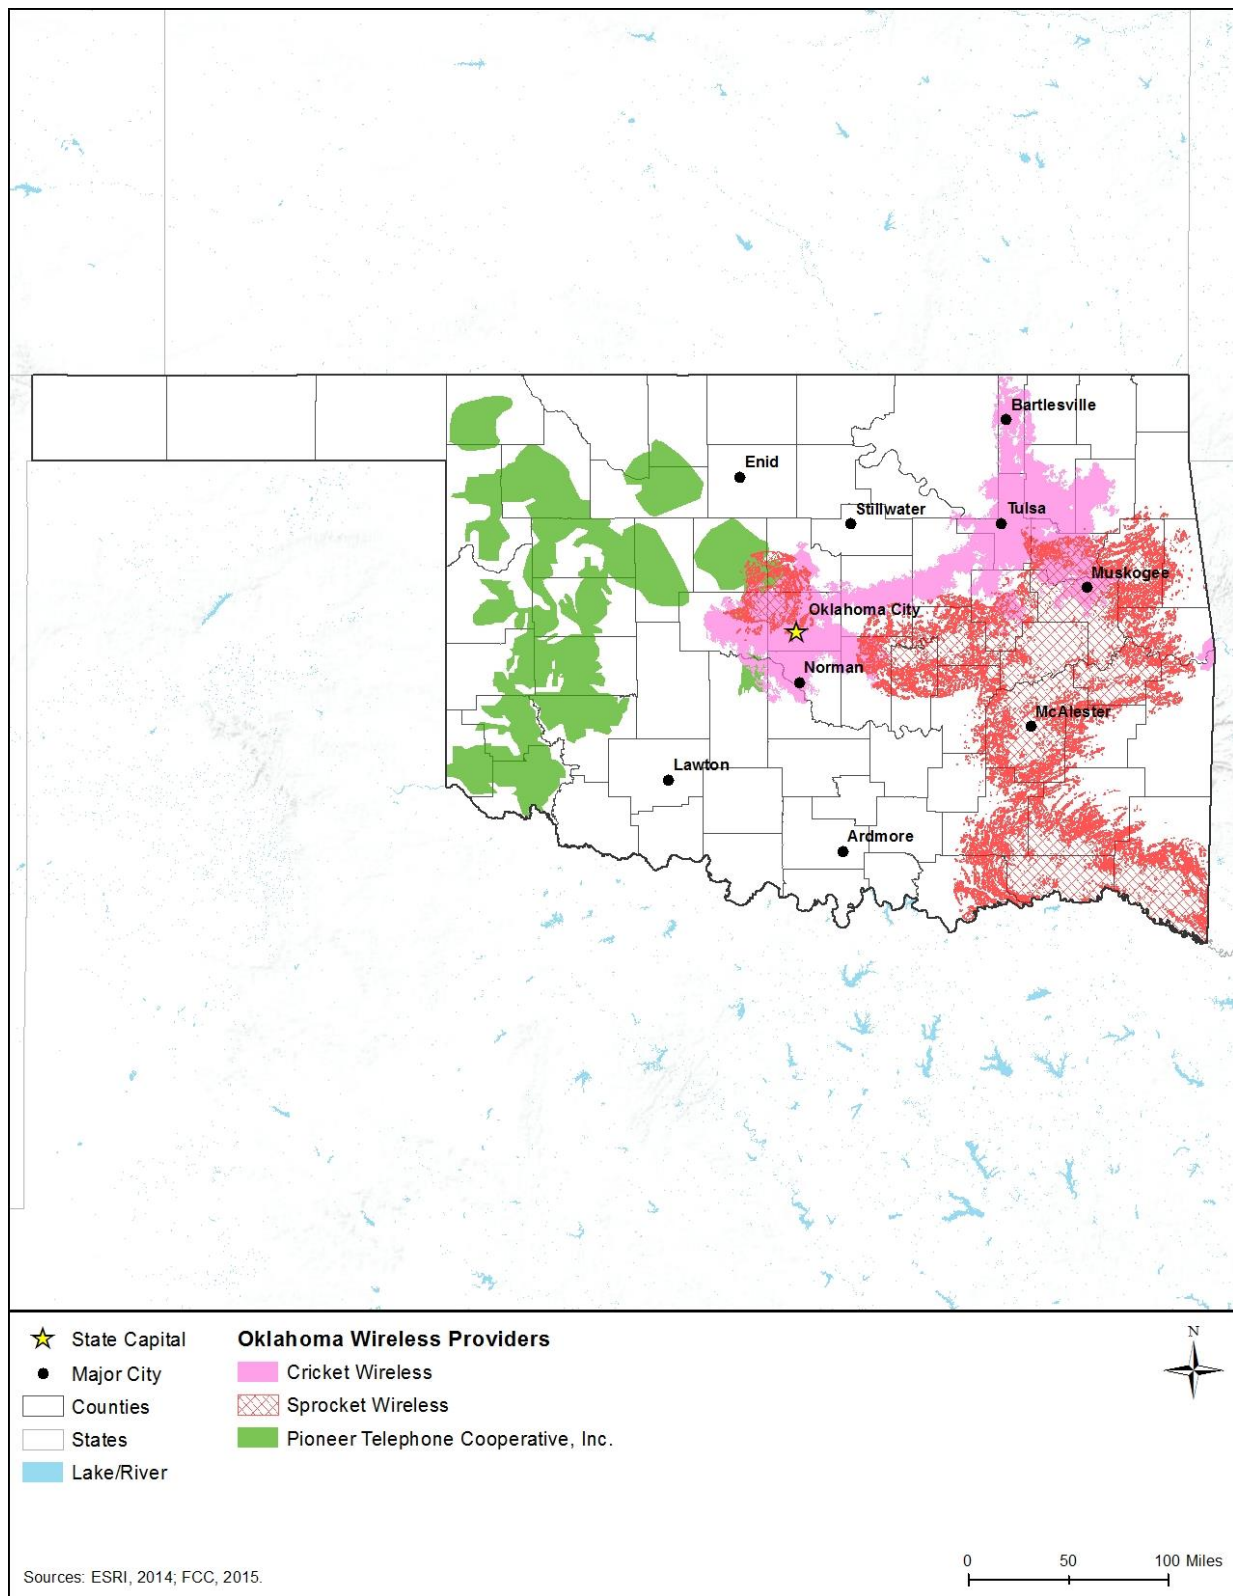 Bartlesville
Enid
Stillwater
Tulsa
Muskogee
Oklahoma City
Norman
McAlester
Lawton
Ardmore
State Capital
Major City
Counties
States
Lake/River
Oklahoma Wireless Providers
Cricket Wireless
Sprocket Wireless
Pioneer Telephone Cooperative, Inc.
N
0 50 100 Miles
Sources: ESRI, 2014; FCC, 2015.